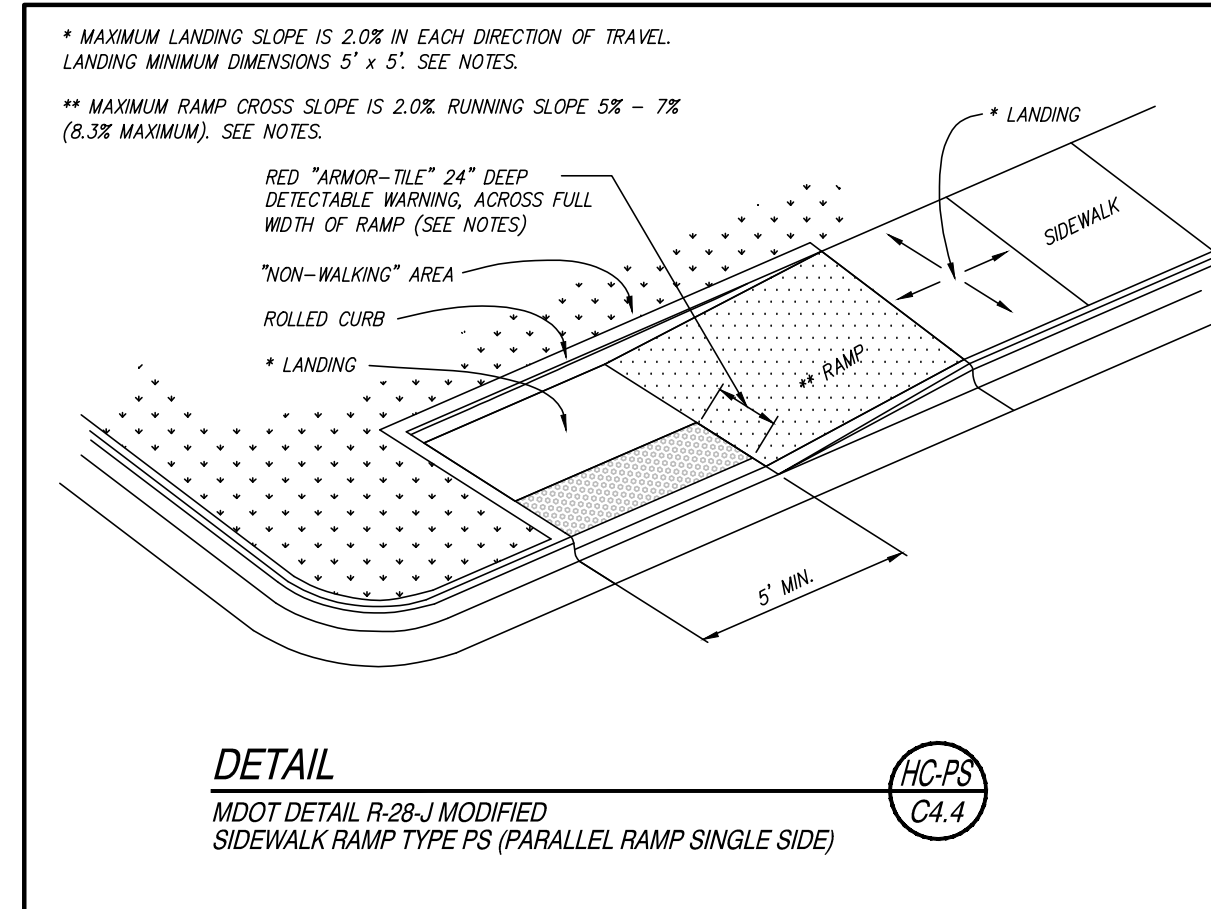 * MAXIMUM LANDING SLOPE IS 2.0% IN EACH DIRECTION OF TRAVEL.
LANDING MINIMUM DIMENSIONS 5' x 5'. SEE NOTES.
** MAXIMUM RAMP CROSS SLOPE IS 2.0%. RUNNING SLOPE 5% - 7%
(8.3% MAXIMUM). SEE NOTES.
* LANDING
RED "ARMOR-TILE" 24" DEEP
DETECTABLE WARNING, ACROSS FULL
WIDTH OF RAMP (SEE NOTES)
SIDEWALK
"NON-WALKING" AREA
ROLLED CURB
* LANDING
** RAMP
5' MIN.
DETAIL
MDOT DETAIL R-28-J MODIFIED
SIDEWALK RAMP TYPE PS (PARALLEL RAMP SINGLE SIDE)
HC-PS
C4.4